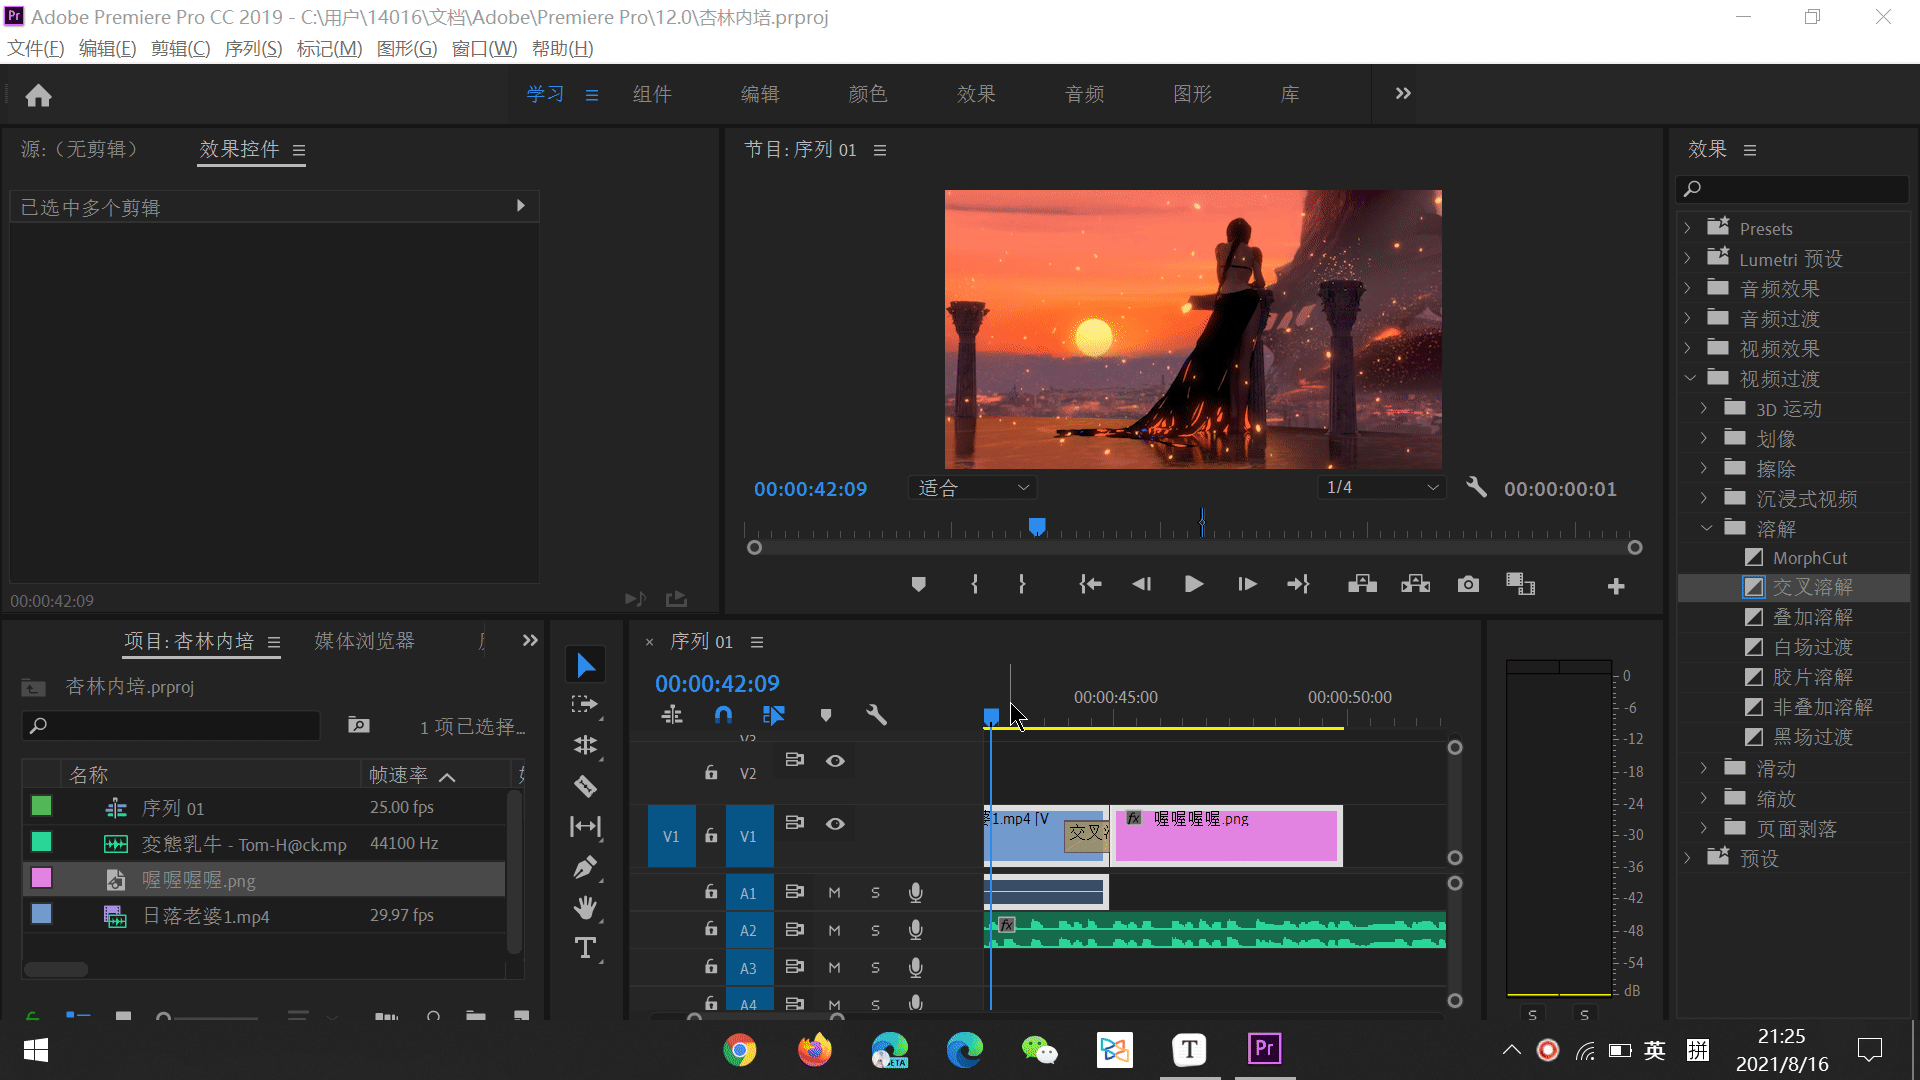 Adobe Premiere Pro CC 2019 - C:\用户\14016\文档\Adobe\Premiere Pro\12.0\杏林内培.prproj
文件(F) 编辑(E) 剪辑(C) 序列(S) 标记(M) 图形(G) 窗口(W) 帮助(H)
学习 组件 编辑 颜色 效果 音频 图形 库
源:（无剪辑） 效果控件
已选中多个剪辑
00:00:42:09
节目: 序列 01
00:00:42:09 适合 1/4 00:00:00:01
效果
Presets
Lumetri 预设
音频效果
音频过渡
视频效果
视频过渡
3D 运动
划像
擦除
沉浸式视频
溶解
MorphCut
交叉溶解
叠加溶解
白场过渡
胶片溶解
非叠加溶解
黑场过渡
滑动
缩放
页面剥落
预设
项目: 杏林内培 媒体浏览器
杏林内培.prproj
1 项已选择...
名称 帧速率
序列 01 25.00 fps
变態乳牛 - Tom-H@ck.mp 44100 Hz
喔喔喔喔.png
日落老婆1.mp4 29.97 fps
序列 01
00:00:42:09
00:00:45:00 00:00:50:00
V3
V2
V1 V1
1.mp4 [V
交叉
fx 喔喔喔喔.png
A1 M S
A2 M S
fx
A3 M S
A4 M S
0
-6
-12
-18
-24
-30
-36
-42
-48
-54
dB
S S
BETA
T
Pr
英
拼
21:25
2021/8/16